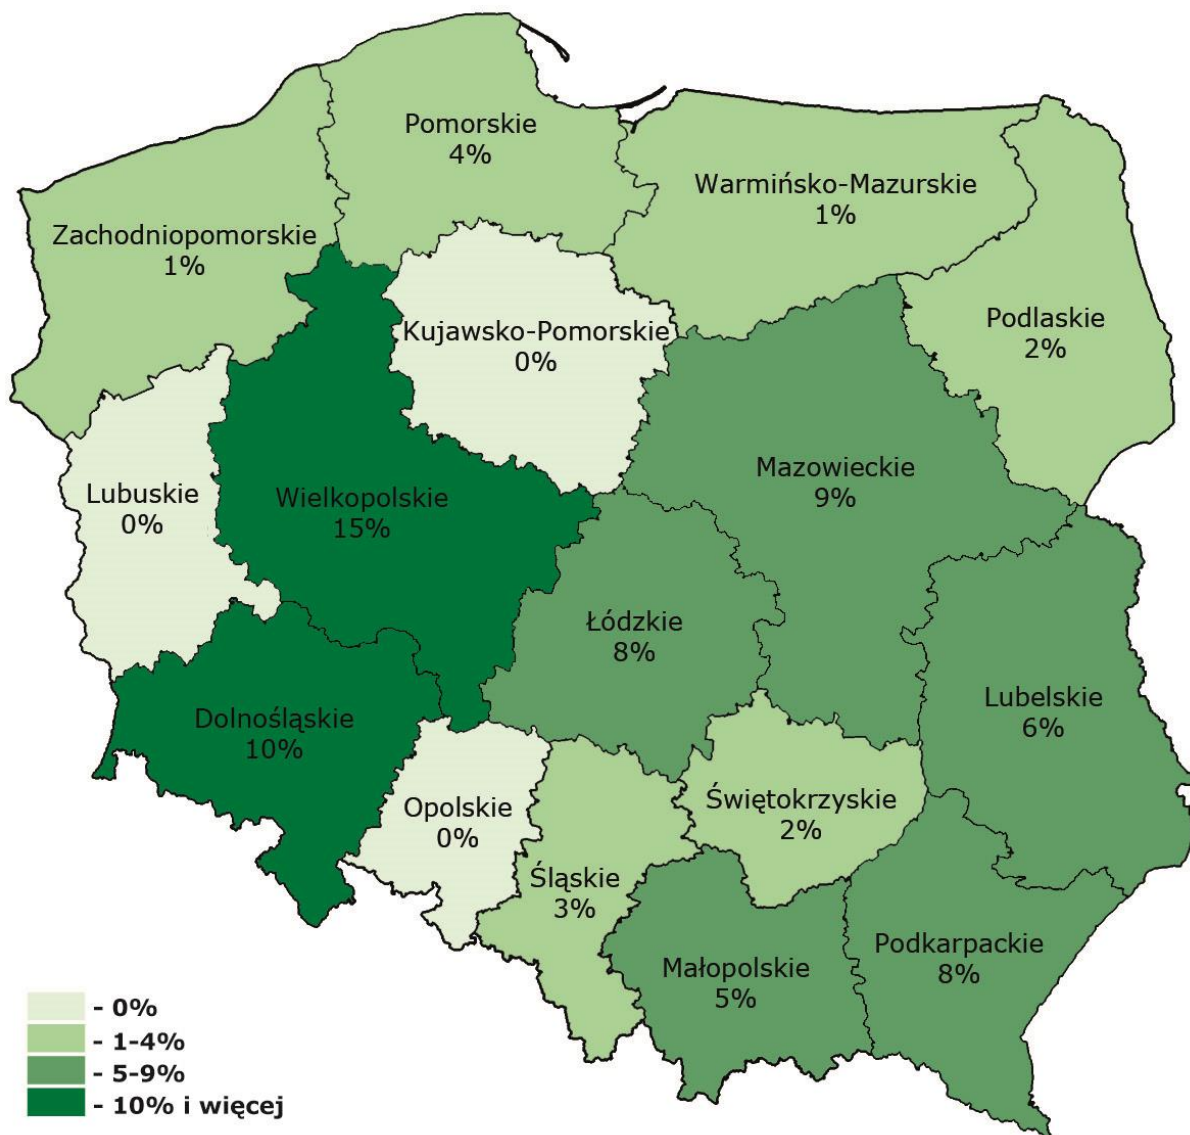 Pomorskie
4%
Warmińsko-Mazurskie
1%
Zachodniopomorskie
1%
Podlaskie
2%
Kujawsko-Pomorskie
0%
Mazowieckie
9%
Lubuskie
0%
Wielkopolskie
15%
Łódzkie
8%
Lubelskie
6%
Dolnośląskie
10%
Opolskie
0%
Świętokrzyskie
2%
Śląskie
3%
Podkarpackie
8%
Małopolskie
5%
- 0%
- 1-4%
- 5-9%
- 10% i więcej